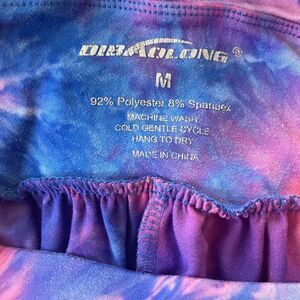 DIBAOLONG®
M
92% Polyester 8% Spandex
MACHINE WASH
COLD GENTLE CYCLE
HANG TO DRY
MADE IN CHINA